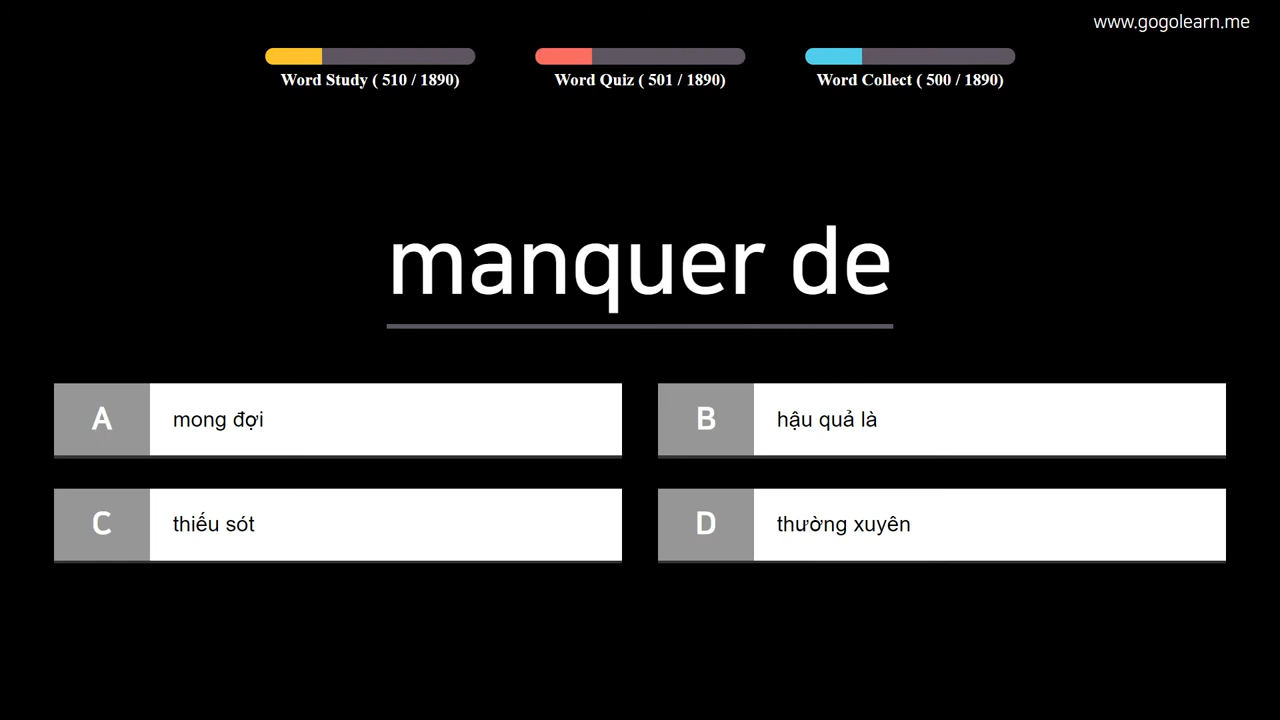 www.gogolearn.me
Word Study ( 510 / 1890)
Word Quiz ( 501 / 1890)
Word Collect ( 500 / 1890)
manquer de
A mong đợi
B hậu quả là
C thiếu sót
D thường xuyên